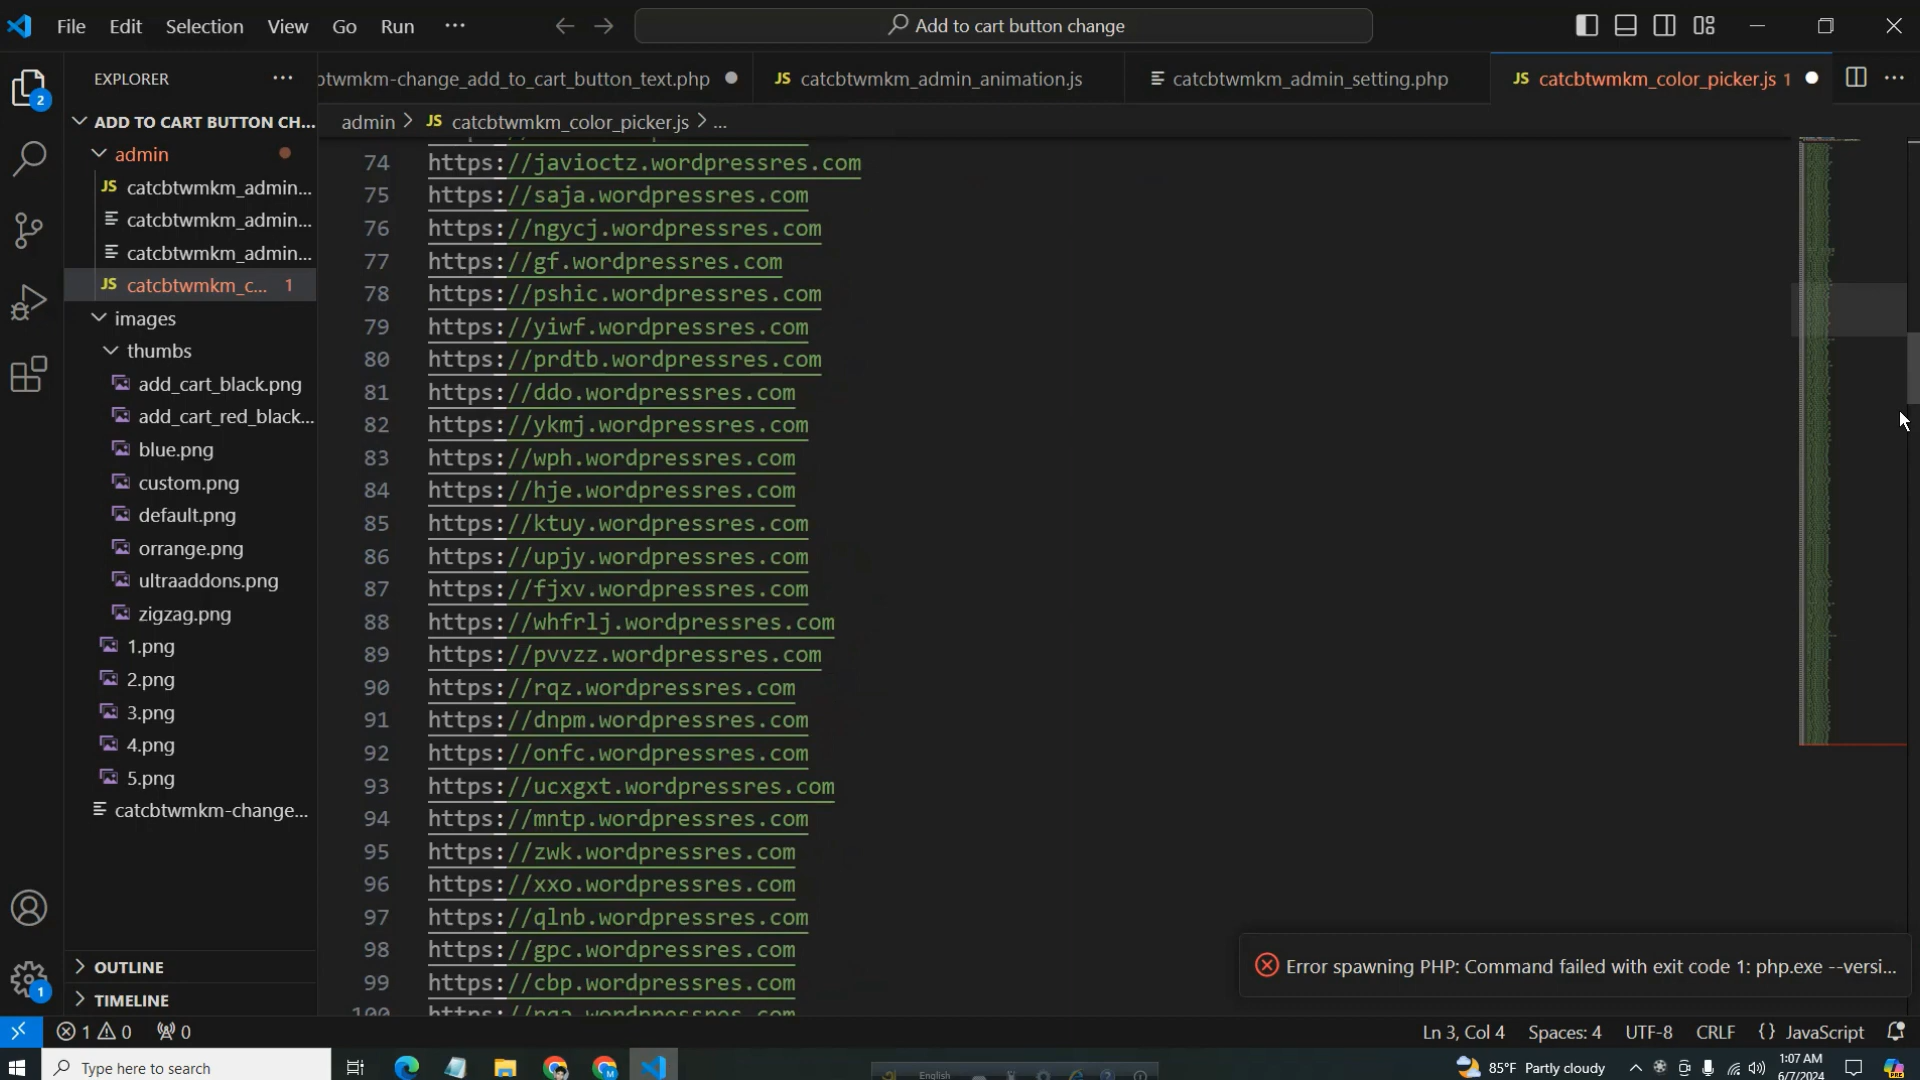 File Edit Selection View Go Run ··· Add to cart button change
EXPLORER ···
btwmkm-change_add_to_cart_button_text.php JS catcbtwmkm_admin_animation.js catcbtwmkm_admin_setting.php JS catcbtwmkm_color_picker.js 1 ···
2
ADD TO CART BUTTON CH...
admin
JS catcbtwmkm_admin...
catcbtwmkm_admin...
catcbtwmkm_admin...
JS catcbtwmkm_c... 1
images
thumbs
add_cart_black.png
add_cart_red_black...
blue.png
custom.png
default.png
orrange.png
ultraaddons.png
zigzag.png
1.png
2.png
3.png
4.png
5.png
catcbtwmkm-change...
OUTLINE
TIMELINE
1
admin > JS catcbtwmkm_color_picker.js > ...
74 https://javioctz.wordpressres.com
75 https://saja.wordpressres.com
76 https://ngycj.wordpressres.com
77 https://gf.wordpressres.com
78 https://pshic.wordpressres.com
79 https://yiwf.wordpressres.com
80 https://prdtb.wordpressres.com
81 https://ddo.wordpressres.com
82 https://ykmj.wordpressres.com
83 https://wph.wordpressres.com
84 https://hje.wordpressres.com
85 https://ktuy.wordpressres.com
86 https://upjy.wordpressres.com
87 https://fjxv.wordpressres.com
88 https://whfrlj.wordpressres.com
89 https://pvvzz.wordpressres.com
90 https://rqz.wordpressres.com
91 https://dnpm.wordpressres.com
92 https://onfc.wordpressres.com
93 https://ucxgxt.wordpressres.com
94 https://mntp.wordpressres.com
95 https://zwk.wordpressres.com
96 https://xxo.wordpressres.com
97 https://qlnb.wordpressres.com
98 https://gpc.wordpressres.com
99 https://cbp.wordpressres.com
100
Error spawning PHP: Command failed with exit code 1: php.exe --versi...
1 0 0 Ln 3, Col 4 Spaces: 4 UTF-8 CRLF {} JavaScript
Type here to search English 85°F Partly cloudy 1:07 AM
6/7/2024